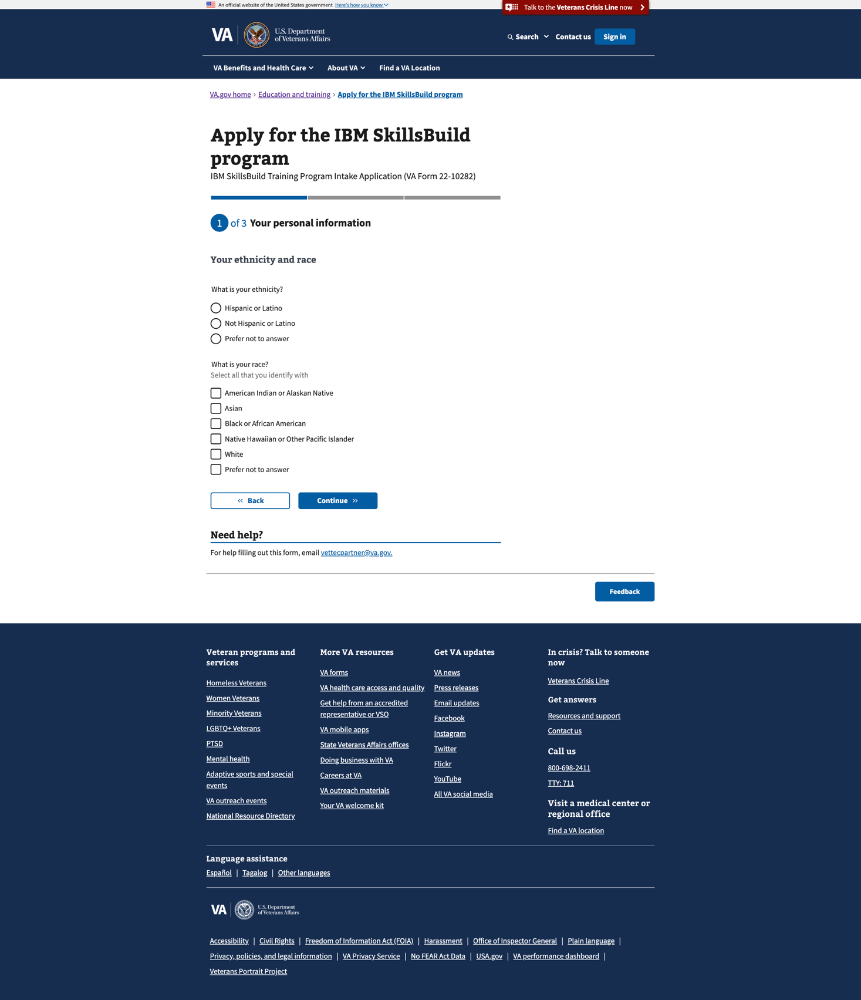 An official website of the United States government Here's how you know
Talk to the Veterans Crisis Line now
VA
U.S. Department
of Veterans Affairs
Search
Contact us
Sign in
VA Benefits and Health Care
About VA
Find a VA Location
VA.gov home › Education and training › Apply for the IBM SkillsBuild program
Apply for the IBM SkillsBuild
program
IBM SkillsBuild Training Program Intake Application (VA Form 22-10282)
1 of 3 Your personal information
Your ethnicity and race
What is your ethnicity?
Hispanic or Latino
Not Hispanic or Latino
Prefer not to answer
What is your race?
Select all that you identify with
American Indian or Alaskan Native
Asian
Black or African American
Native Hawaiian or Other Pacific Islander
White
Prefer not to answer
« Back
Continue »
Need help?
For help filling out this form, email vettecpartner@va.gov.
Feedback
Veteran programs and
services
Homeless Veterans
Women Veterans
Minority Veterans
LGBTQ+ Veterans
PTSD
Mental health
Adaptive sports and special
events
VA outreach events
National Resource Directory
More VA resources
VA forms
VA health care access and quality
Get help from an accredited
representative or VSO
VA mobile apps
State Veterans Affairs offices
Doing business with VA
Careers at VA
VA outreach materials
Your VA welcome kit
Get VA updates
VA news
Press releases
Email updates
Facebook
Instagram
Twitter
Flickr
YouTube
All VA social media
In crisis? Talk to someone
now
Veterans Crisis Line
Get answers
Resources and support
Contact us
Call us
800-698-2411
TTY: 711
Visit a medical center or
regional office
Find a VA location
Language assistance
Español | Tagalog | Other languages
VA
U.S. Department
of Veterans Affairs
Accessibility | Civil Rights | Freedom of Information Act (FOIA) | Harassment | Office of Inspector General | Plain language |
Privacy, policies, and legal information | VA Privacy Service | No FEAR Act Data | USA.gov | VA performance dashboard |
Veterans Portrait Project